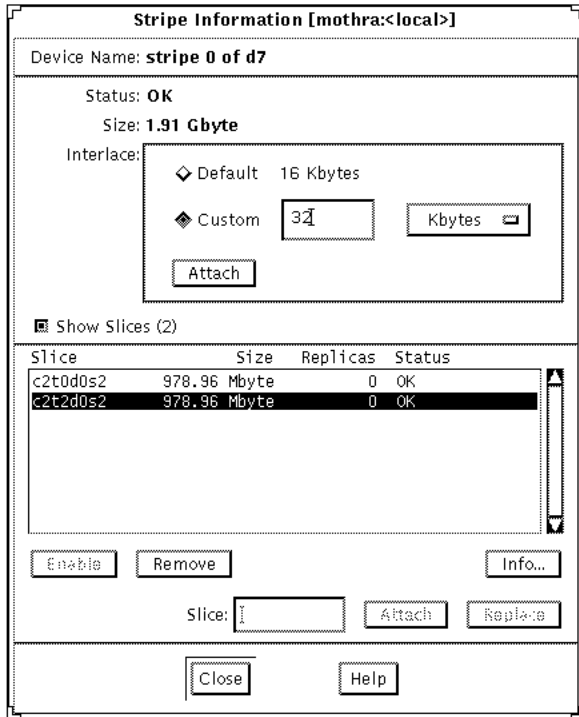 Stripe Information [mothra:<local>]
Device Name: stripe 0 of d7
Status: OK
Size: 1.91 Gbyte
Interlace:
Default 16 Kbytes
Custom 32 Kbytes
Attach
Show Slices (2)
Slice Size Replicas Status
c2t0d0s2 978.96 Mbyte 0 OK
c2t2d0s2 978.96 Mbyte 0 OK
Enable Remove Info...
Slice: Attach Replace
Close Help